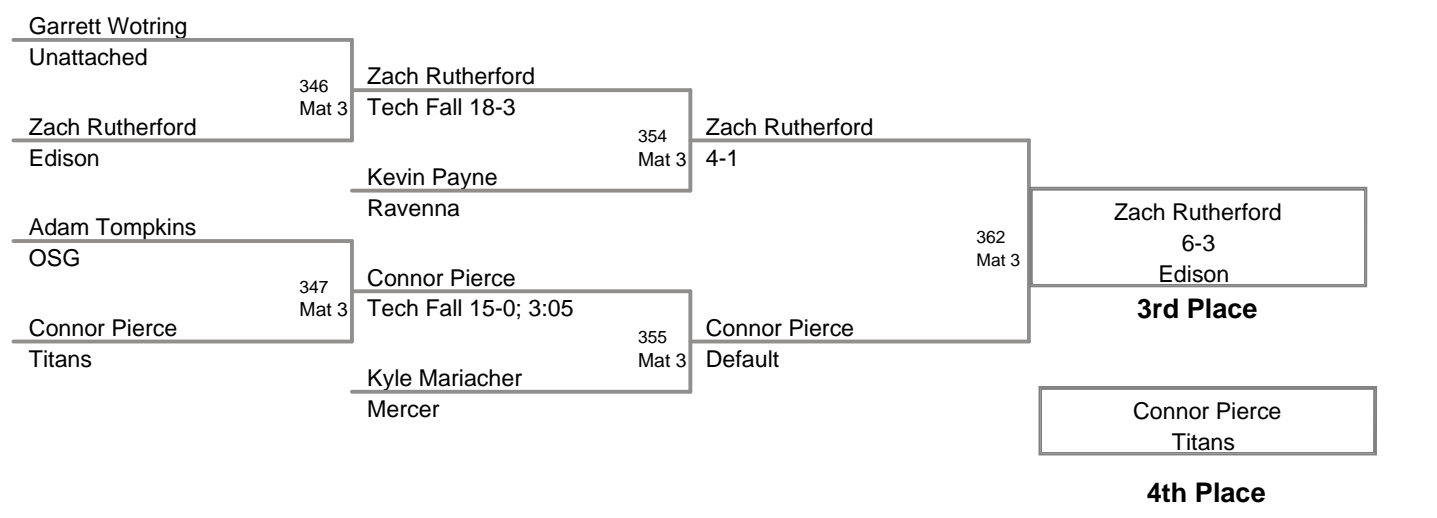 Garrett Wotring
Unattached
346
Mat 3
Zach Rutherford
Edison
Zach Rutherford
Tech Fall 18-3
354
Mat 3
Kevin Payne
Ravenna
Zach Rutherford
4-1
Adam Tompkins
OSG
347
Mat 3
Connor Pierce
Titans
Connor Pierce
Tech Fall 15-0; 3:05
355
Mat 3
Kyle Mariacher
Mercer
Connor Pierce
Default
362
Mat 3
Zach Rutherford
6-3
Edison
3rd Place
Connor Pierce
Titans
4th Place